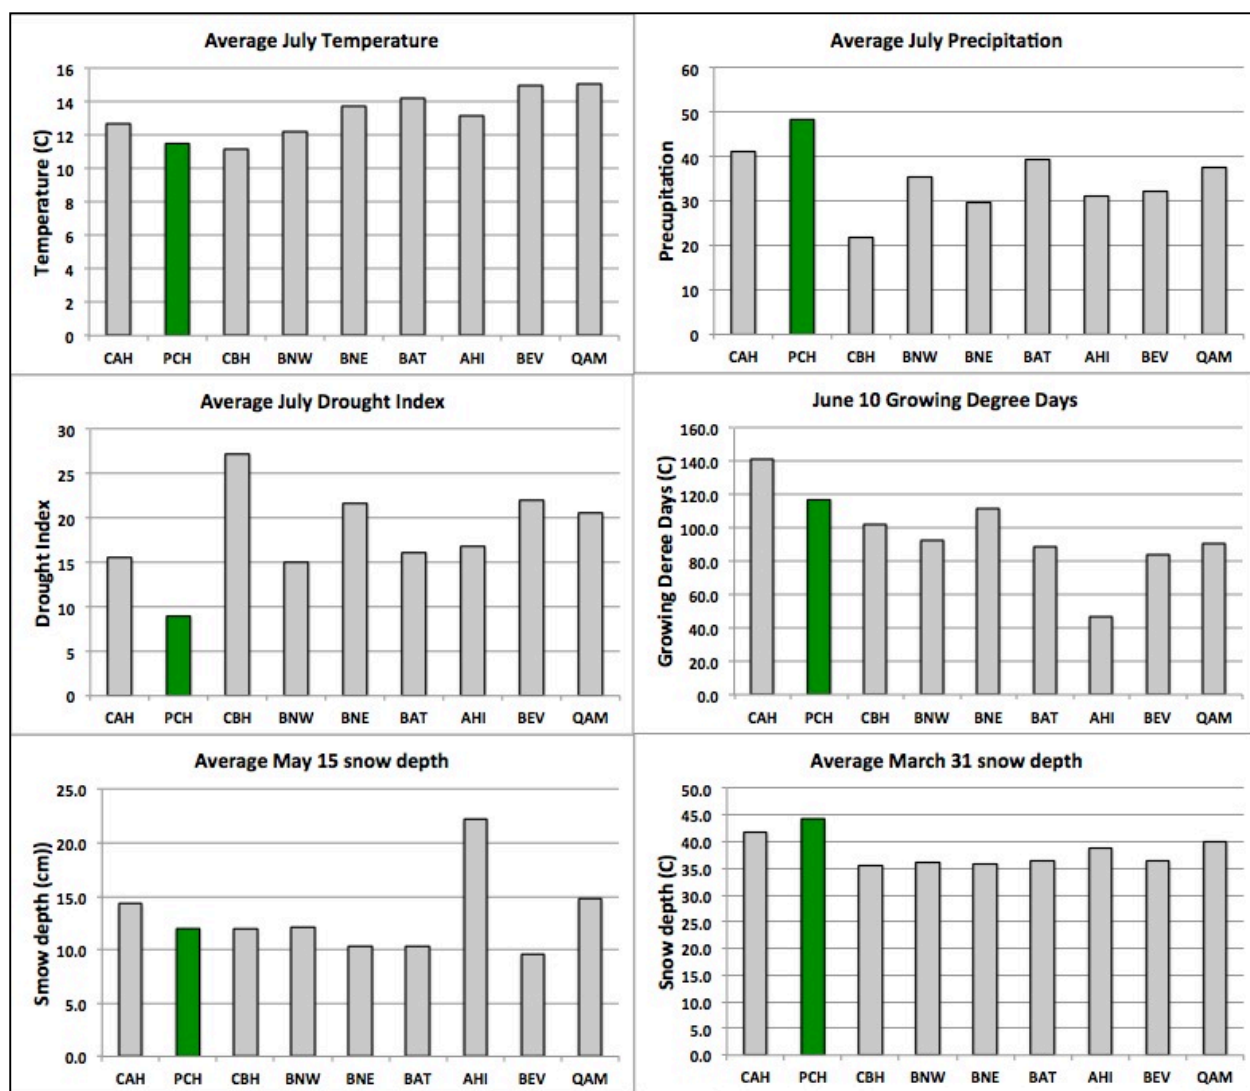 Average July Temperature
Temperature (C)
16
14
12
10
8
6
4
2
0
CAH PCH CBH BNW BNE BAT AHI BEV QAM
Average July Precipitation
Precupitation
60
50
40
30
20
10
0
CAH PCH CBH BNW BNE BAT AHI BEV QAM
Average July Drought Index
Drought Index
30
25
20
15
10
5
0
CAH PCH CBH BNW BNE BAT AHI BEV QAM
June 10 Growing Degree Days
Growing Deree Days (C)
160.0
140.0
120.0
100.0
80.0
60.0
40.0
20.0
0.0
CAH PCH CBH BNW BNE BAT AHI BEV QAM
Average May 15 snow depth
Smow depth (cm))
25.0
20.0
15.0
10.0
5.0
0.0
CAH PCH CBH BNW BNE BAT AHI BEV QAM
Average March 31 snow depth
Snow depth (C)
50.0
45.0
40.0
35.0
30.0
25.0
20.0
15.0
10.0
5.0
0.0
CAH PCH CBH BNW BNE BAT AHI BEV QAM